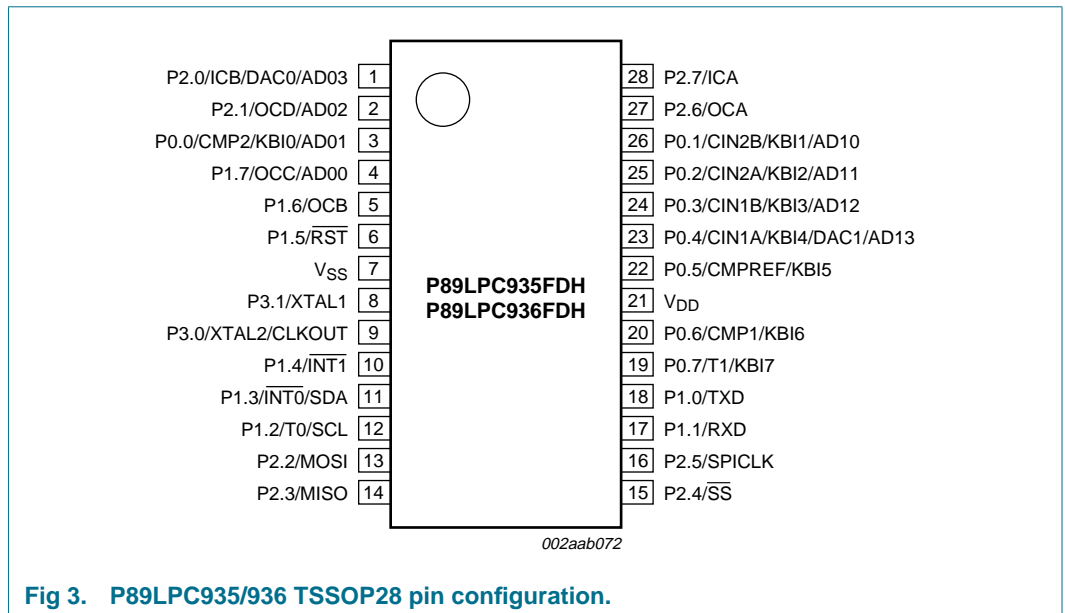 P2.0/ICB/DAC0/AD03 1
P2.1/OCD/AD02 2
P0.0/CMP2/KBI0/AD01 3
P1.7/OCC/AD00 4
P1.6/OCB 5
P1.5/R̅S̅T̅ 6
VSS 7
P3.1/XTAL1 8
P3.0/XTAL2/CLKOUT 9
P1.4/I̅N̅T̅1̅ 10
P1.3/I̅N̅T̅0̅/SDA 11
P1.2/T0/SCL 12
P2.2/MOSI 13
P2.3/MISO 14
P89LPC935FDH
P89LPC936FDH
28 P2.7/ICA
27 P2.6/OCA
26 P0.1/CIN2B/KBI1/AD10
25 P0.2/CIN2A/KBI2/AD11
24 P0.3/CIN1B/KBI3/AD12
23 P0.4/CIN1A/KBI4/DAC1/AD13
22 P0.5/CMPREF/KBI5
21 VDD
20 P0.6/CMP1/KBI6
19 P0.7/T1/KBI7
18 P1.0/TXD
17 P1.1/RXD
16 P2.5/SPICLK
15 P2.4/S̅S̅
002aab072
Fig 3. P89LPC935/936 TSSOP28 pin configuration.